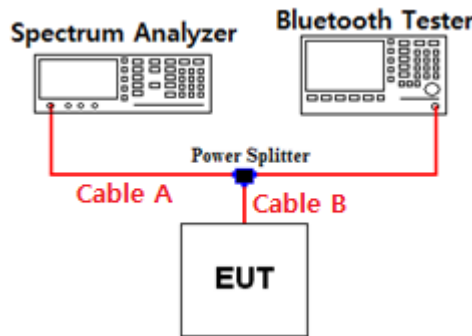 Spectrum Analyzer
Bluetooth Tester
Power Splitter
Cable A
Cable B
EUT